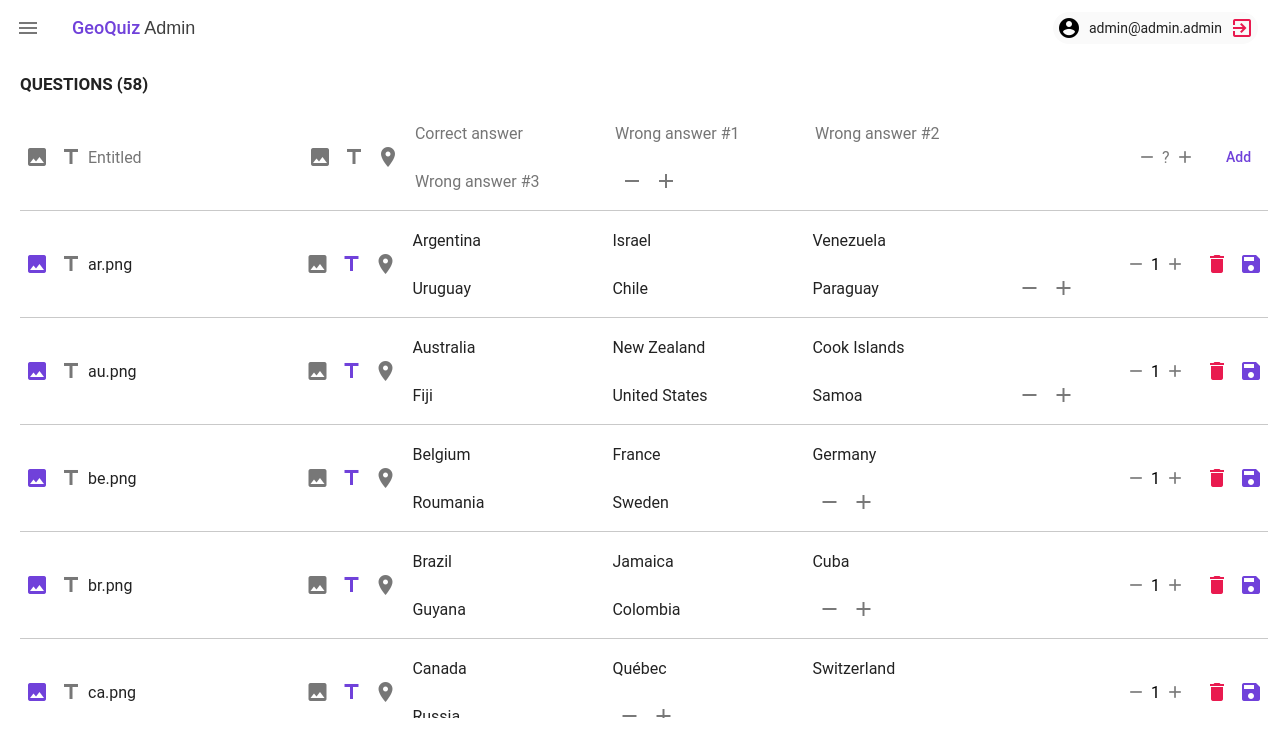 GeoQuiz Admin
admin@admin.admin
QUESTIONS (58)
Correct answer Wrong answer #1 Wrong answer #2
Entitled ? Add
Wrong answer #3
Argentina Israel Venezuela
ar.png 1
Uruguay Chile Paraguay
Australia New Zealand Cook Islands
au.png 1
Fiji United States Samoa
Belgium France Germany
be.png 1
Roumania Sweden
Brazil Jamaica Cuba
br.png 1
Guyana Colombia
Canada Québec Switzerland
ca.png 1
Russia